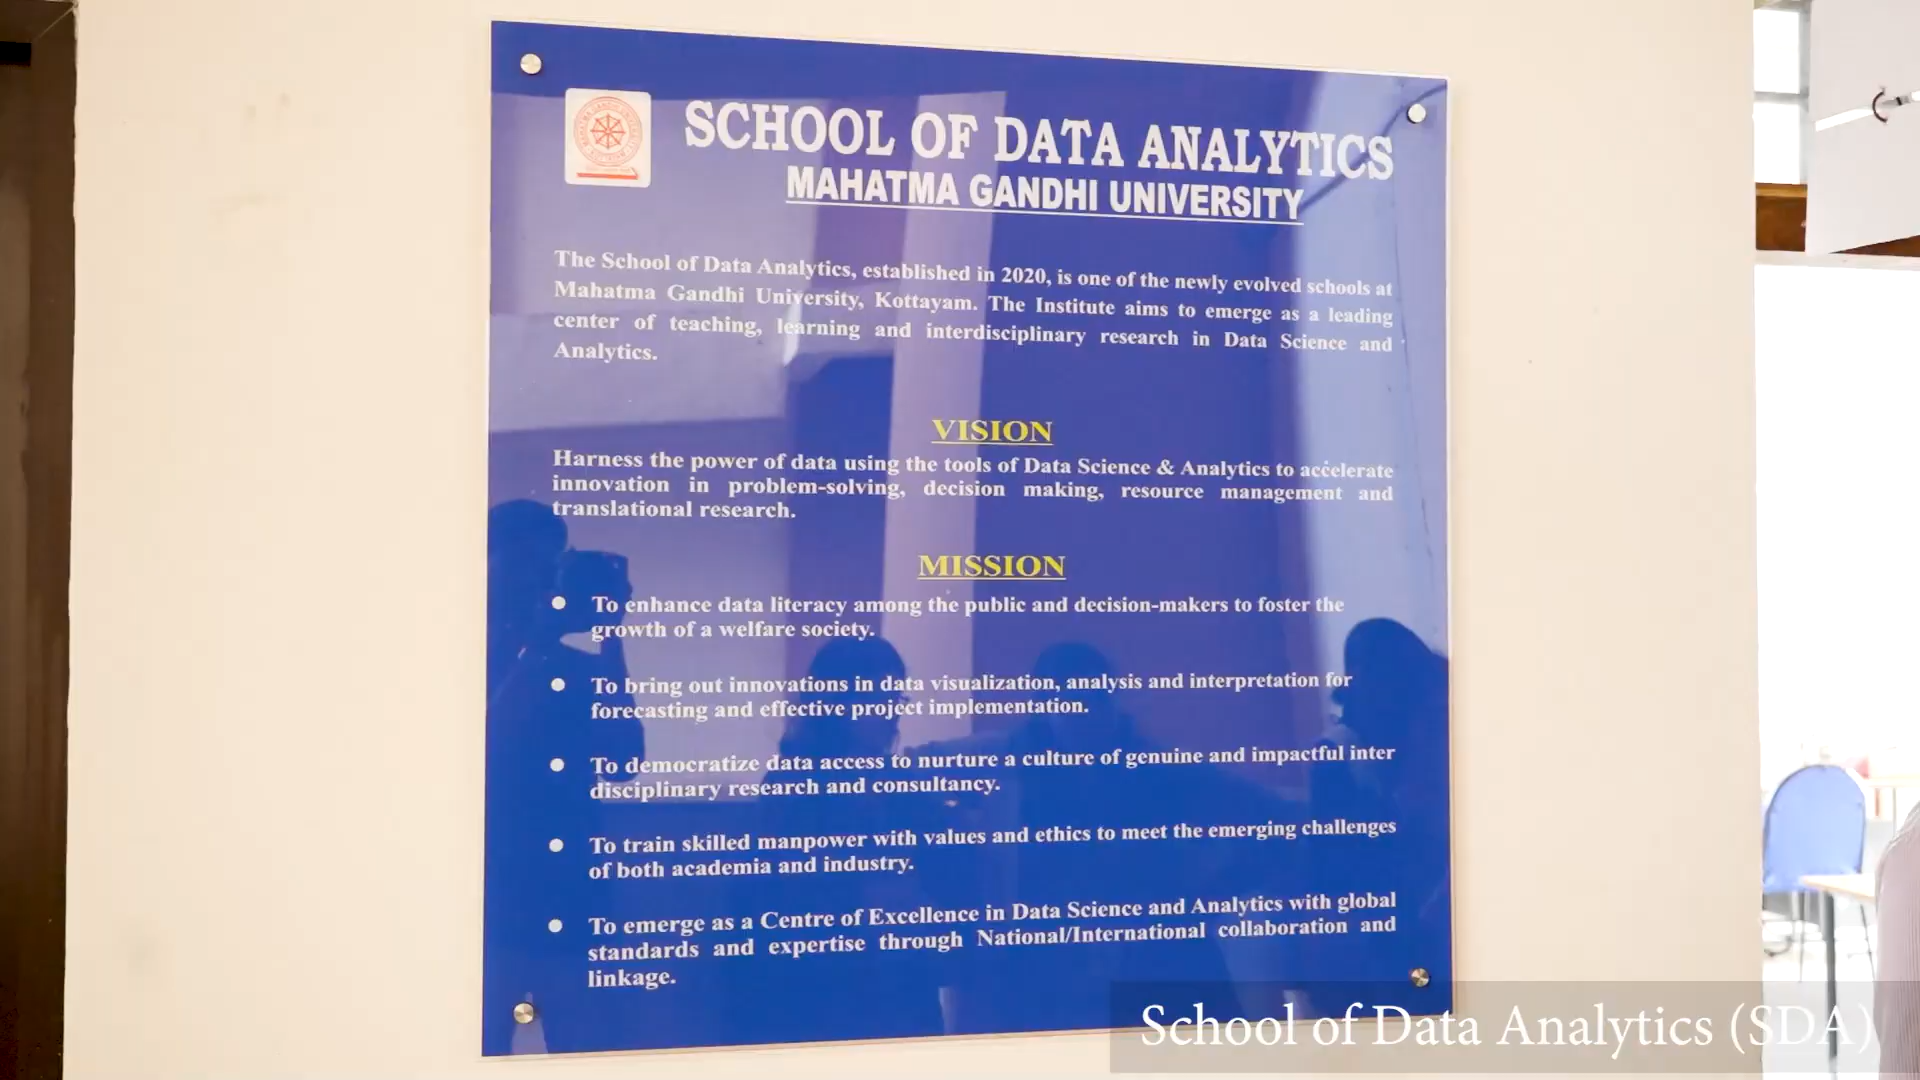 SCHOOL OF DATA ANALYTICS
MAHATMA GANDHI UNIVERSITY
The School of Data Analytics, established in 2020, is one of the newly evolved schools at
Mahatma Gandhi University, Kottayam. The Institute aims to emerge as a leading
center of teaching, learning and interdisciplinary research in Data Science and
Analytics.
VISION
Harness the power of data using the tools of Data Science & Analytics to accelerate
innovation in problem-solving, decision making, resource management and
translational research.
MISSION
To enhance data literacy among the public and decision-makers to foster the
growth of a welfare society.
To bring out innovations in data visualization, analysis and interpretation for
forecasting and effective project implementation.
To democratize data access to nurture a culture of genuine and impactful inter
disciplinary research and consultancy.
To train skilled manpower with values and ethics to meet the emerging challenges
of both academia and industry.
To emerge as a Centre of Excellence in Data Science and Analytics with global
standards and expertise through National/International collaboration and
linkage.
School of Data Analytics (SDA)